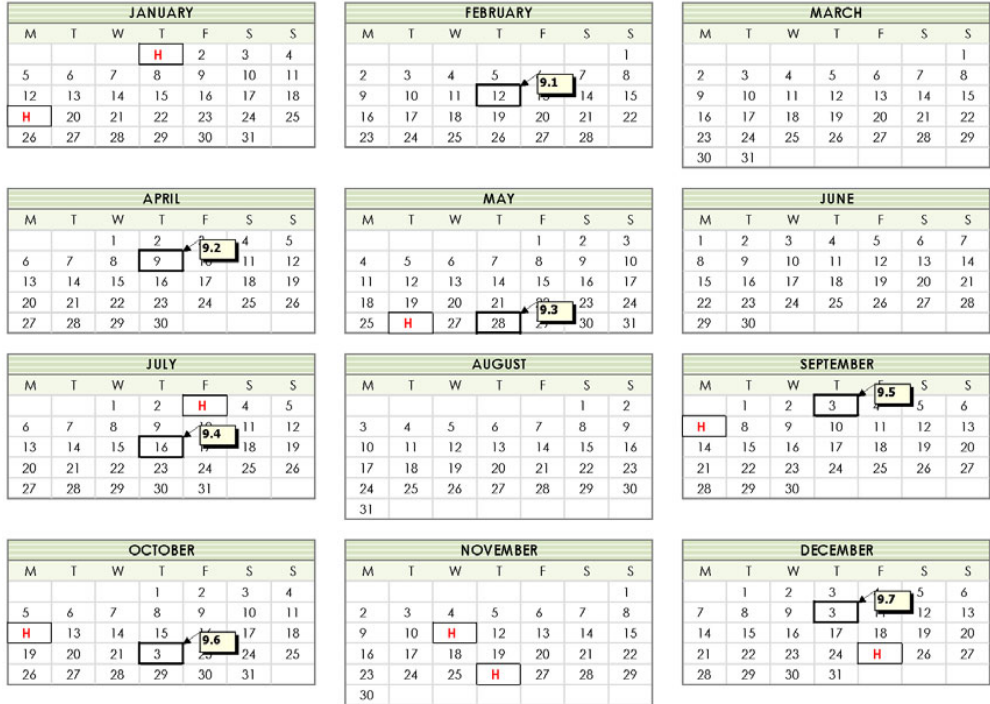 JANUARY
M T W T F S S
H 2 3 4
5 6 7 8 9 10 11
12 13 14 15 16 17 18
H 20 21 22 23 24 25
26 27 28 29 30 31
FEBRUARY
M T W T F S S
1
2 3 4 5 7 8
9.1
9 10 11 12 14 15
16 17 18 19 20 21 22
23 24 25 26 27 28
MARCH
M T W T F S S
1
2 3 4 5 6 7 8
9 10 11 12 13 14 15
16 17 18 19 20 21 22
23 24 25 26 27 28 29
30 31
APRIL
M T W T F S S
1 2 4 5
9.2
6 7 8 9 11 12
13 14 15 16 17 18 19
20 21 22 23 24 25 26
27 28 29 30
MAY
M T W T F S S
1 2 3
4 5 6 7 8 9 10
11 12 13 14 15 16 17
18 19 20 21 23 24
9.3
25 H 27 28 30 31
JUNE
M T W T F S S
1 2 3 4 5 6 7
8 9 10 11 12 13 14
15 16 17 18 19 20 21
22 23 24 25 26 27 28
29 30
JULY
M T W T F S S
1 2 H 4 5
6 7 8 9 11 12
9.4
13 14 15 16 18 19
20 21 22 23 24 25 26
27 28 29 30 31
AUGUST
M T W T F S S
1 2
3 4 5 6 7 8 9
10 11 12 13 14 15 16
17 18 19 20 21 22 23
24 25 26 27 28 29 30
31
SEPTEMBER
M T W T S S
9.5
1 2 3 5 6
H 8 9 10 11 12 13
14 15 16 17 18 19 20
21 22 23 24 25 26 27
28 29 30
OCTOBER
M T W T F S S
1 2 3 4
5 6 7 8 9 10 11
H 13 14 15 17 18
9.6
19 20 21 3 24 25
26 27 28 29 30 31
NOVEMBER
M T W T F S S
1
2 3 4 5 6 7 8
9 10 H 12 13 14 15
16 17 18 19 20 21 22
23 24 25 H 27 28 29
30
DECEMBER
M T W T F S S
1 2 3 5 6
9.7
7 8 9 3 12 13
14 15 16 17 18 19 20
21 22 23 24 H 26 27
28 29 30 31